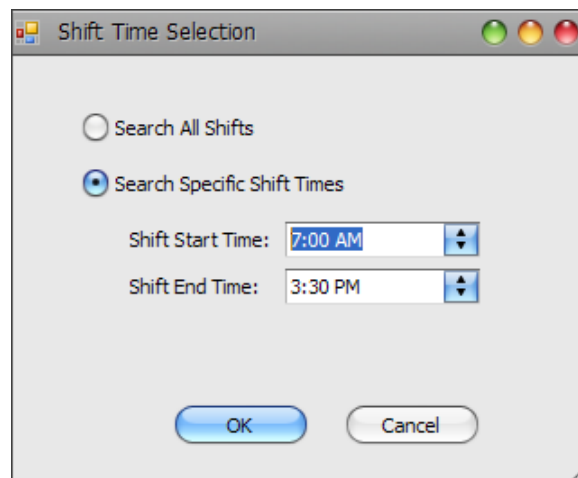 Shift Time Selection
Search All Shifts
Search Specific Shift Times
Shift Start Time: 7:00 AM
Shift End Time: 3:30 PM
OK Cancel